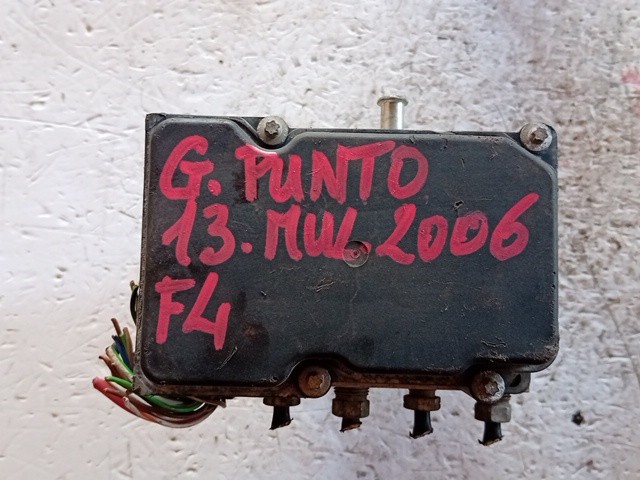 G. PUNTO
13. MUL 2006
F4